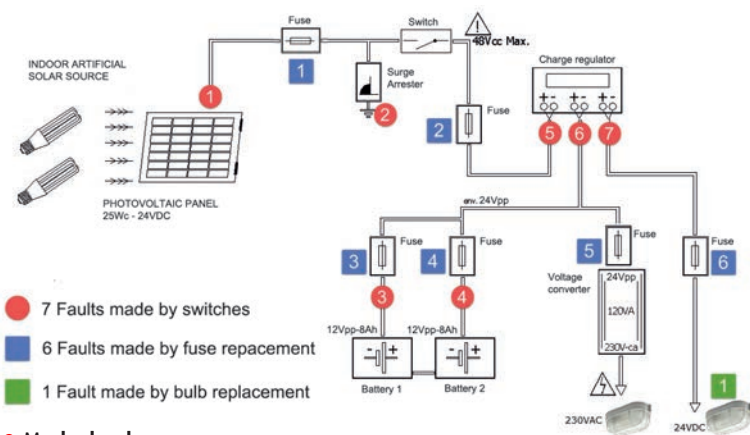 Fuse
Switch
48Vcc Max.
INDOOR ARTIFICIAL
SOLAR SOURCE
1
1
Surge
Arrester
2
Charge regulator
+- +- +-
Fuse
2
5
6
7
PHOTOVOLTAIC PANEL
25Wc - 24VDC
env. 24Vpp
3
Fuse
4
Fuse
5
Fuse
Fuse
6
3
4
Voltage
converter
24Vpp
120VA
230V-ca
7 Faults made by switches
6 Faults made by fuse repacement
1 Fault made by bulb replacement
12Vpp-8Ah
12Vpp-8Ah
- +
- +
Battery 1
Battery 2
1
230VAC
24VDC